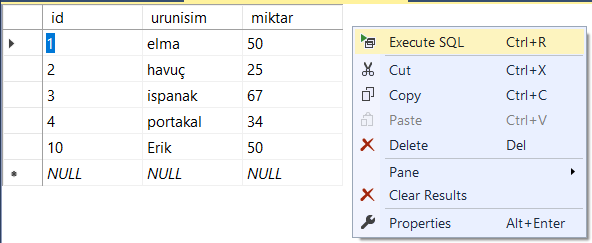 id urunisim miktar
1 elma 50
2 havuç 25
3 ispanak 67
4 portakal 34
10 Erik 50
NULL NULL NULL
Execute SQL Ctrl+R
Cut Ctrl+X
Copy Ctrl+C
Paste Ctrl+V
Delete Del
Pane
Clear Results
Properties Alt+Enter